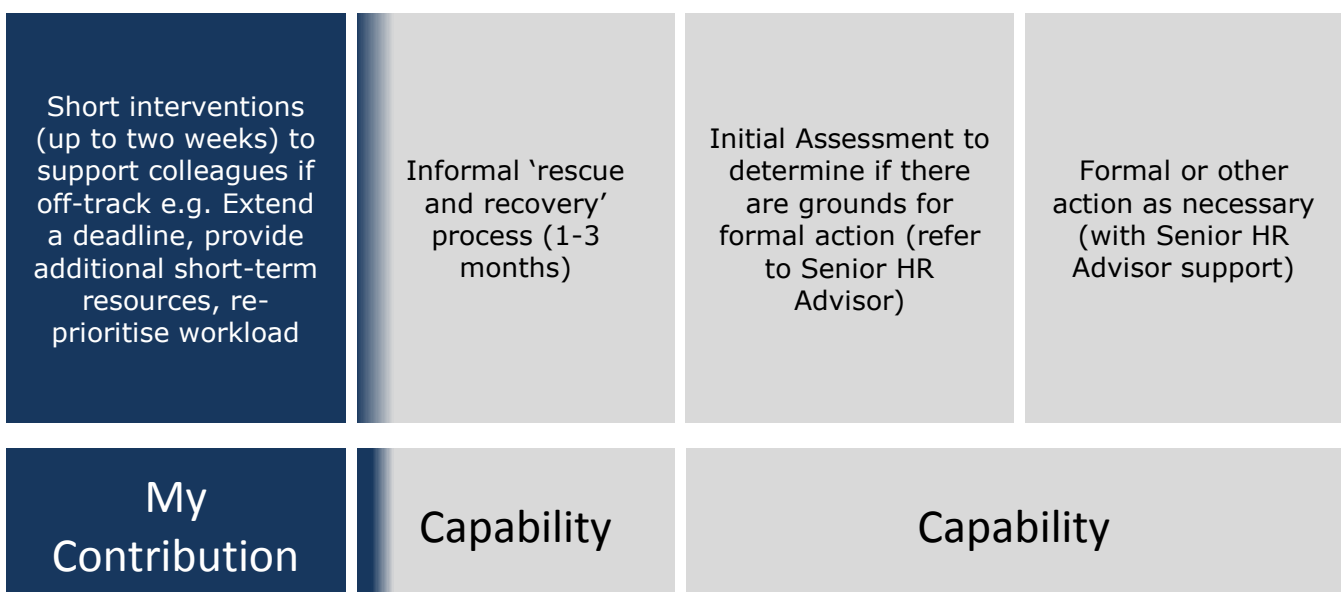 Short interventions
(up to two weeks) to
support colleagues if
off-track e.g. Extend
a deadline, provide
additional short-term
resources, re-
prioritise workload
Informal ‘rescue
and recovery’
process (1-3
months)
Initial Assessment to
determine if there
are grounds for
formal action (refer
to Senior HR
Advisor)
Formal or other
action as necessary
(with Senior HR
Advisor support)
My
Contribution
Capability
Capability